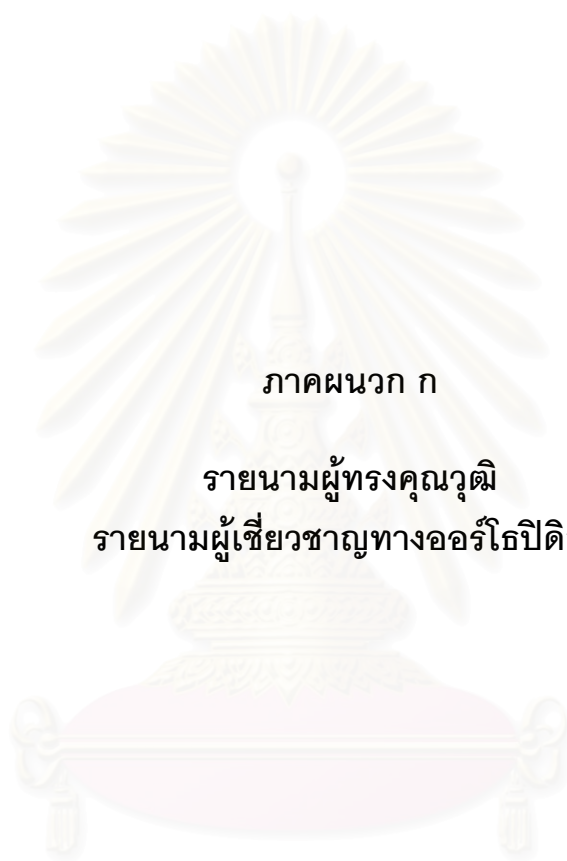 ภาคผนวก ก
รายนามผู้ทรงคุณวุฒิ
รายนามผู้เชี่ยวชาญทางออร์โธปิดิ